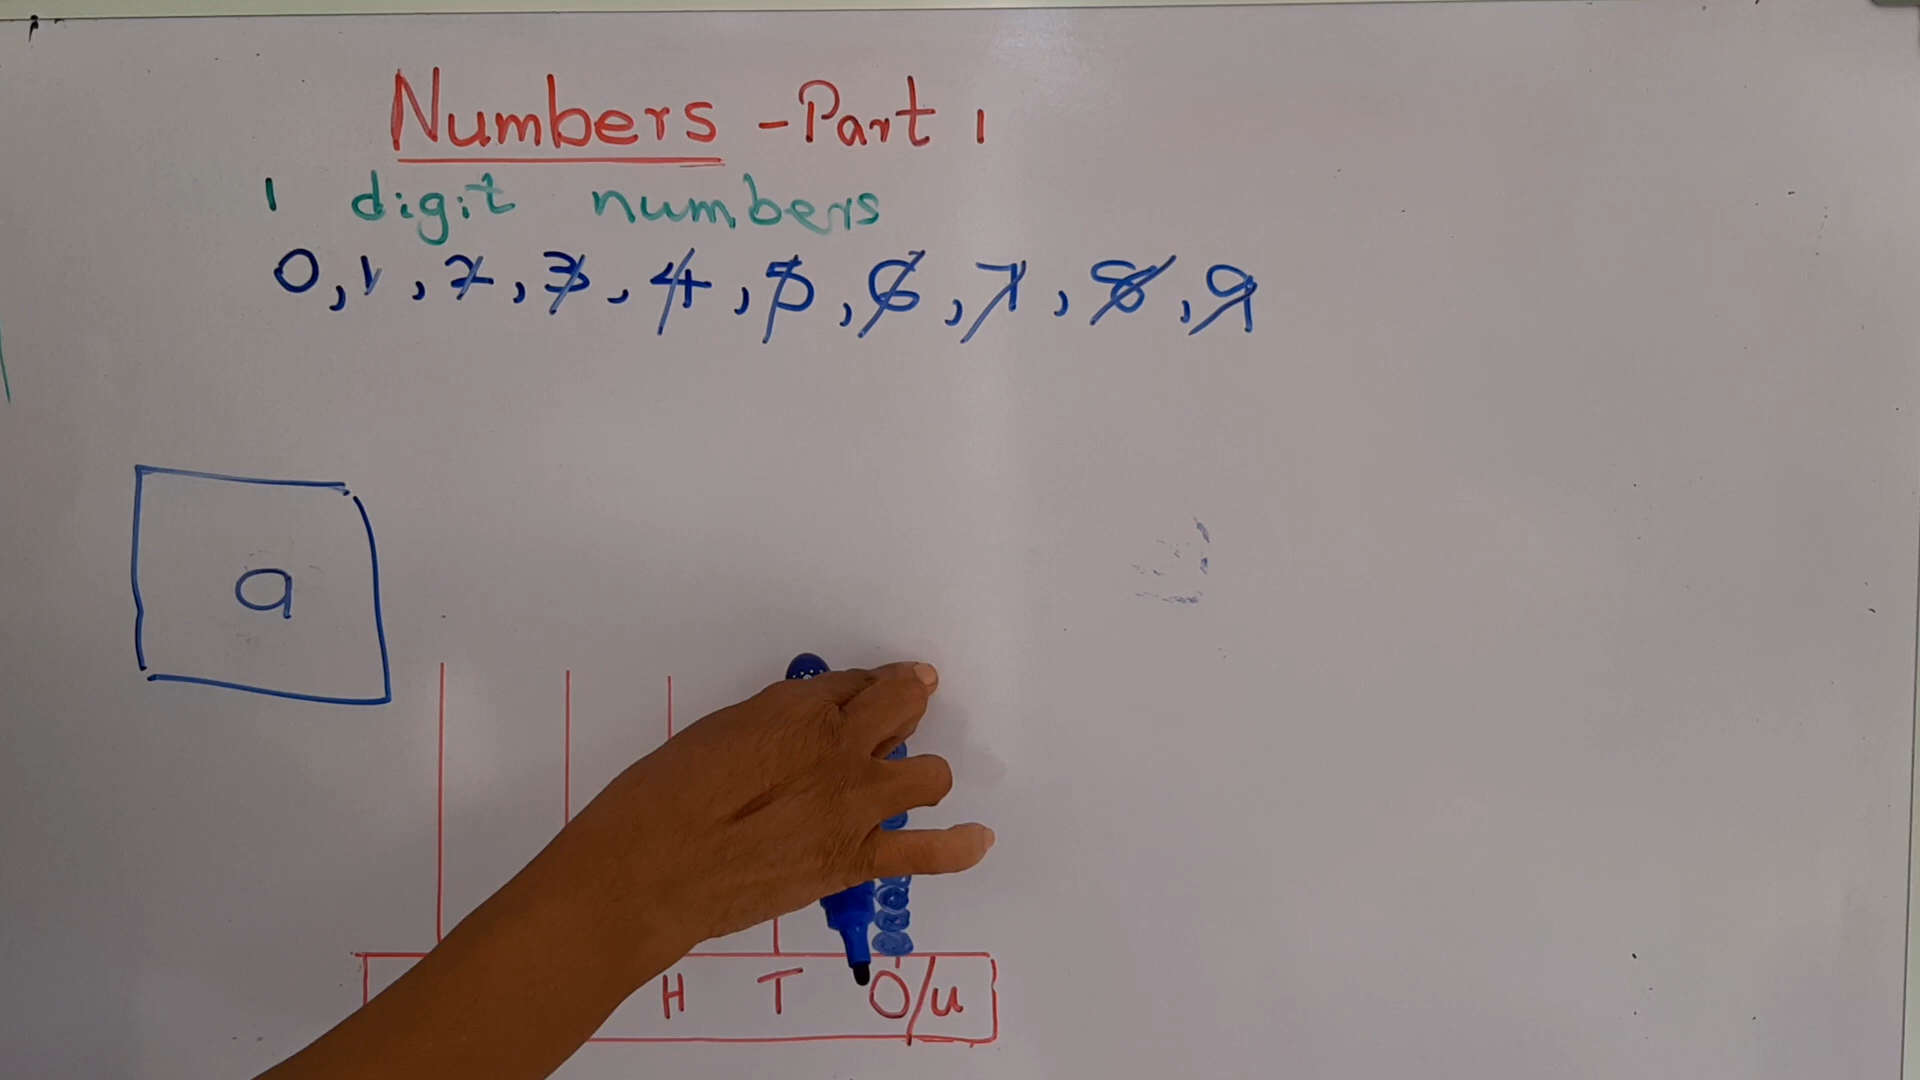 Numbers - Part 1
1 digit numbers
0, 1, 2, 3, 4, 5, 6, 7, 8, 9
9
H T O/U